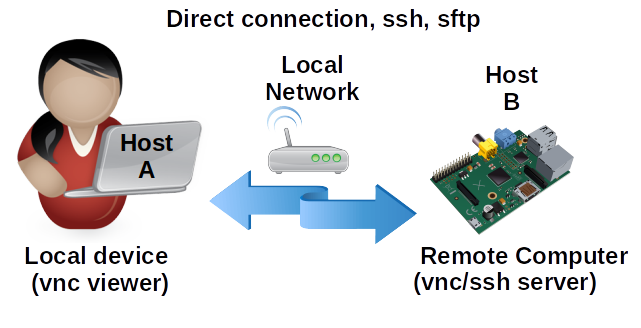 Direct connection, ssh, sftp
Local
Network
Host
B
Host
A
Local device
(vnc viewer)
Remote Computer
(vnc/ssh server)